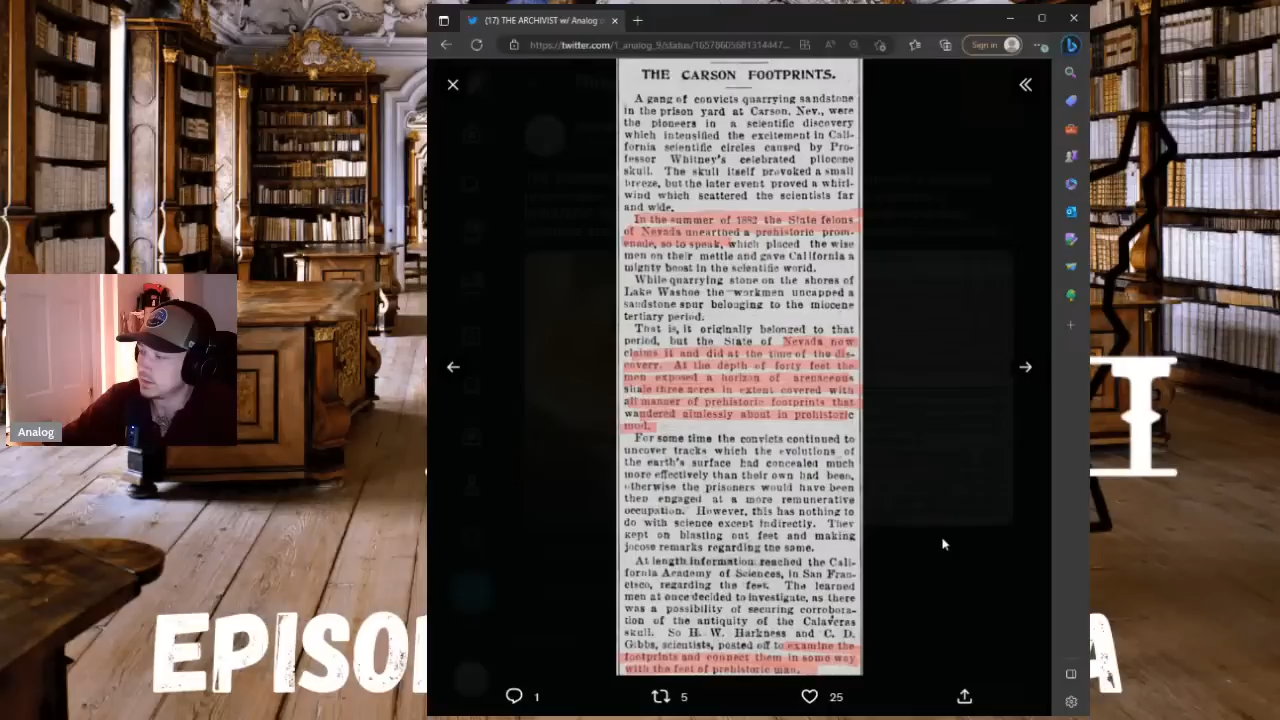 (17) THE ARCHIVIST w/ Analog
https://twitter.com/1_analog_9/status/16578605681314447...
Sign in
THE CARSON FOOTPRINTS.
A gang of convicts quarrying sandstone
in the prison yard at Carson, Nev., were
the pioneers in a scientific discovery
which intensified the excitement in Cali-
fornia scientific circles caused by Pro-
fessor Whitney's celebrated pliocene
skull. The skull itself provoked a small
breeze, but the later event proved a whirl-
wind which scattered the scientists far
and wide.
In the summer of 1882 the State felons
of Nevada unearthed a prehistoric prom-
enade, so to speak, which placed the wise
men on their mettle and gave California a
mighty boost in the scientific world.
While quarrying stone on the shores of
Lake Washoe the workmen uncapped a
sandstone spur belonging to the miocene
tertiary period.
That is, it originally belonged to that
period, but the State of Nevada now
claims it and did at the time of the dis-
covery. At the depth of forty feet the
men exposed a horizon of arenaceous
shale three acres in extent covered with
all manner of prehistoric footprints that
wandered aimlessly about in prehistoric
mud.
For some time the convicts continued to
uncover tracks which the evolutions of
the earth's surface had concealed much
more effectively than their own had been,
otherwise the prisoners would have been
then engaged at a more remunerative
occupation. However, this has nothing to
do with science except indirectly. They
kept on blasting out feet and making
jocose remarks regarding the same.
At length information reached the Cali-
fornia Academy of Sciences, in San Fran-
cisco, regarding the feet. The learned
men at once decided to investigate, as there
was a possibility of securing corrobora-
tion of the antiquity of the Calaveras
skull. So H. W. Harkness and C. D.
Gibbs, scientists, posted off to examine the
footprints and connect them in some way
with the feet of prehistoric man.
1
5
25
Analog
EPISO
I
A